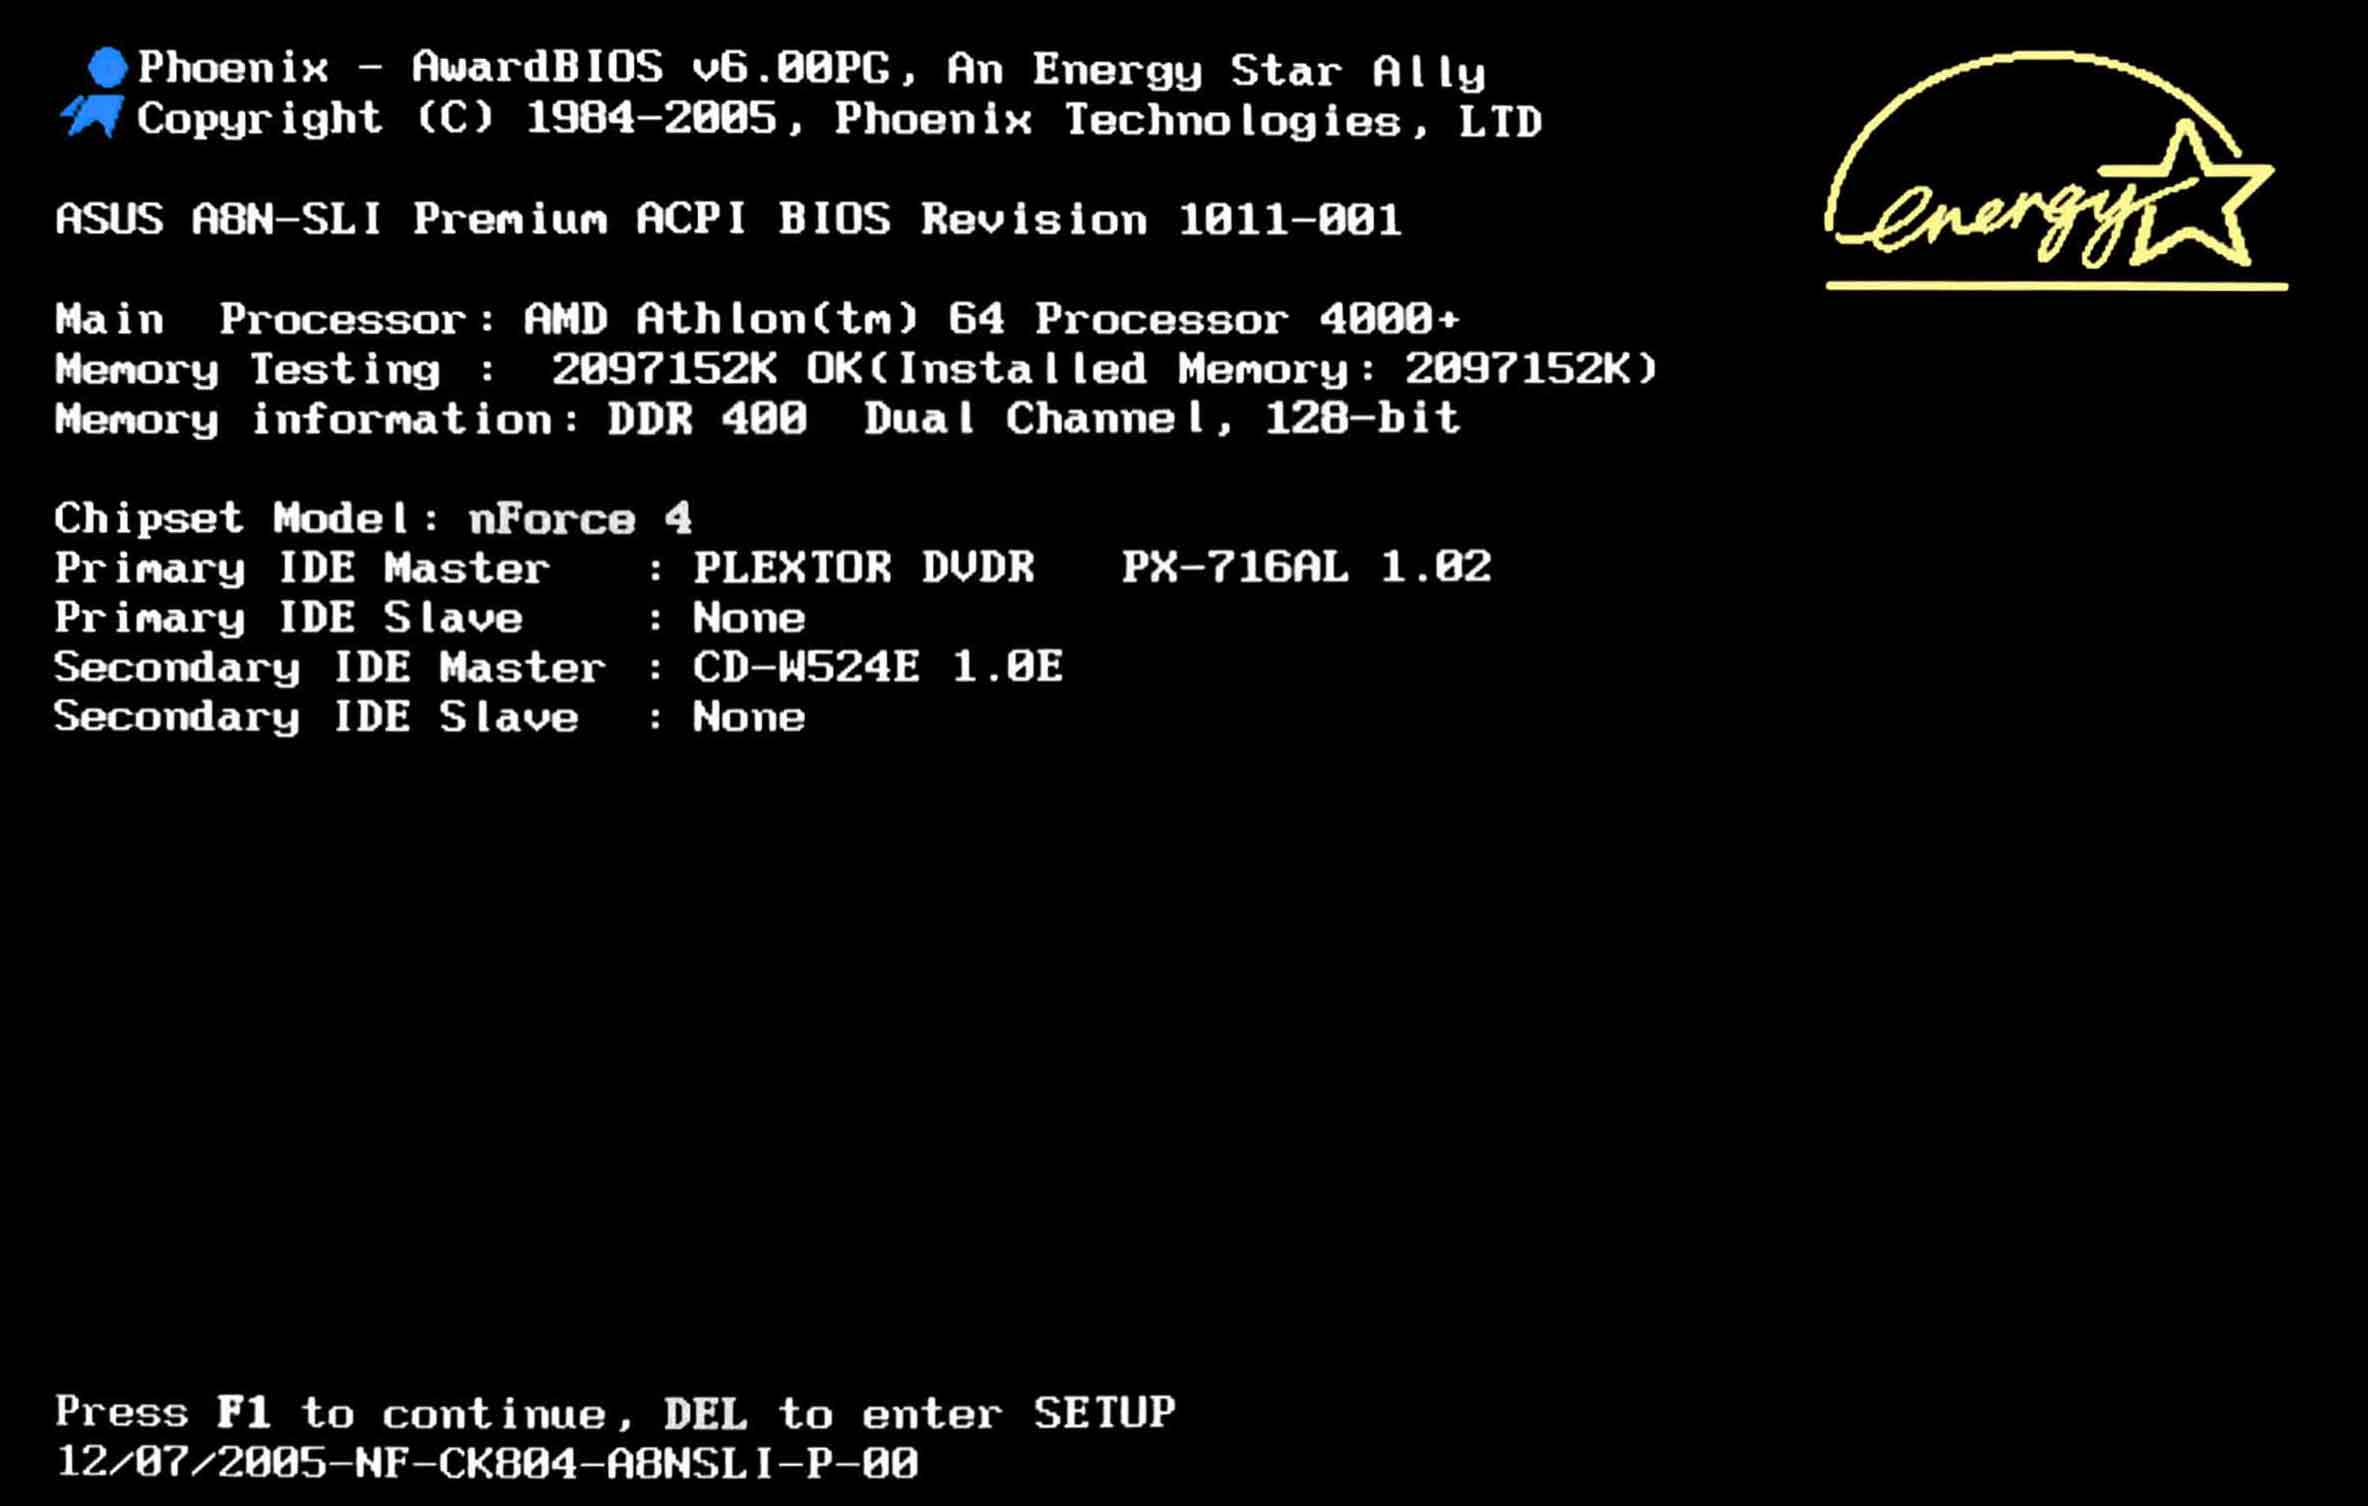 Phoenix - AwardBIOS v6.00PG, An Energy Star Ally
Copyright (C) 1984-2005, Phoenix Technologies, LTD
energy
ASUS A8N-SLI Premium ACPI BIOS Revision 1011-001
Main  Processor: AMD Athlon(tm) 64 Processor 4000+
Memory Testing :  2097152K OK(Installed Memory: 2097152K)
Memory information: DDR 400  Dual Channel, 128-bit
Chipset Model: nForce 4
Primary IDE Master   : PLEXTOR DVDR   PX-716AL 1.02
Primary IDE Slave    : None
Secondary IDE Master : CD-W524E 1.0E
Secondary IDE Slave  : None
Press F1 to continue, DEL to enter SETUP
12/07/2005-NF-CK804-A8NSLI-P-00